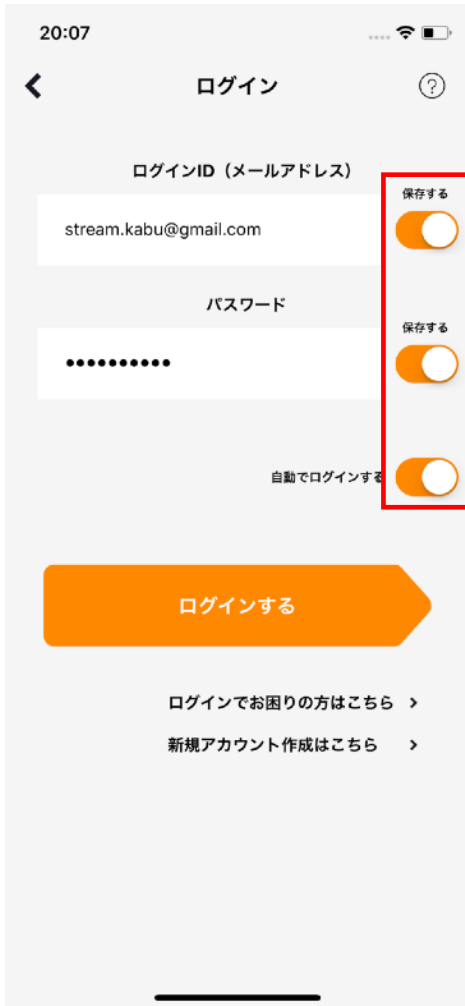 20:07
ログイン
ログインID（メールアドレス）
保存する
stream.kabu@gmail.com
パスワード
保存する
••••••••••
自動でログインする
ログインする
ログインでお困りの方はこちら
新規アカウント作成はこちら